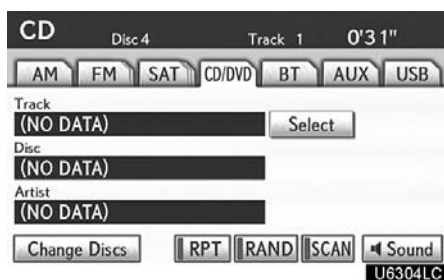 CD Disc 4 Track 1 0'31"
AM FM SAT CD/DVD BT AUX USB
Track
(NO DATA) Select
Disc
(NO DATA)
Artist
(NO DATA)
Change Discs RPT RAND SCAN Sound
U6304LC